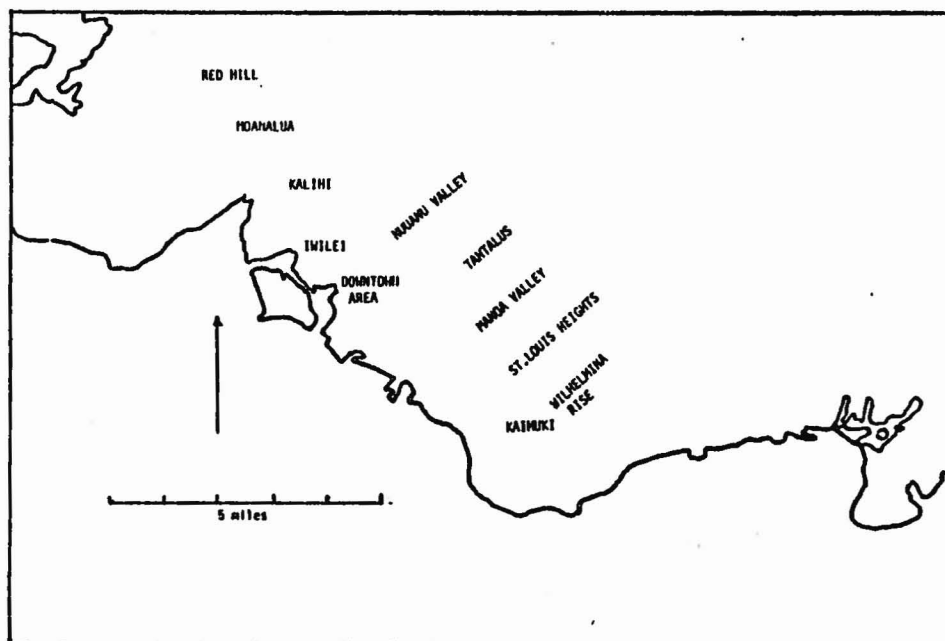 RED HILL
MOANALUA
KALIHI
NUUANU VALLEY
IWILEI
TANTALUS
DOWNTOWN
AREA
MANOA VALLEY
ST.LOUIS HEIGHTS
WILHELMINA
RISE
KAIMUKI
5 miles